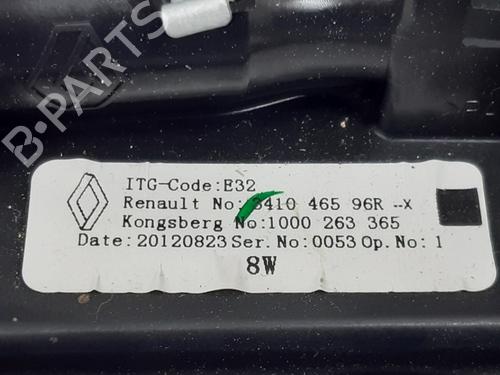 B-PARTS
ITG-Code:E32
Renault No:3410 465 96R --X
Kongsberg No:1000 263 365
Date:20120823 Ser.No:0053 Op.No: 1
8W